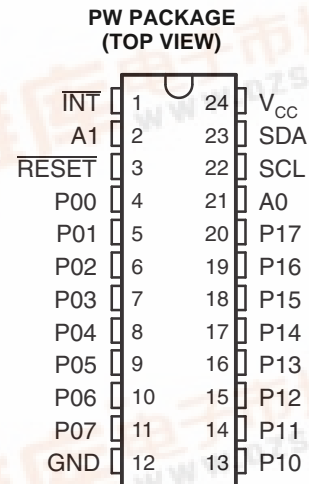 PW PACKAGE
(TOP VIEW)
INT 1 24 VCC
A1 2 23 SDA
RESET 3 22 SCL
P00 4 21 A0
P01 5 20 P17
P02 6 19 P16
P03 7 18 P15
P04 8 17 P14
P05 9 16 P13
P06 10 15 P12
P07 11 14 P11
GND 12 13 P10